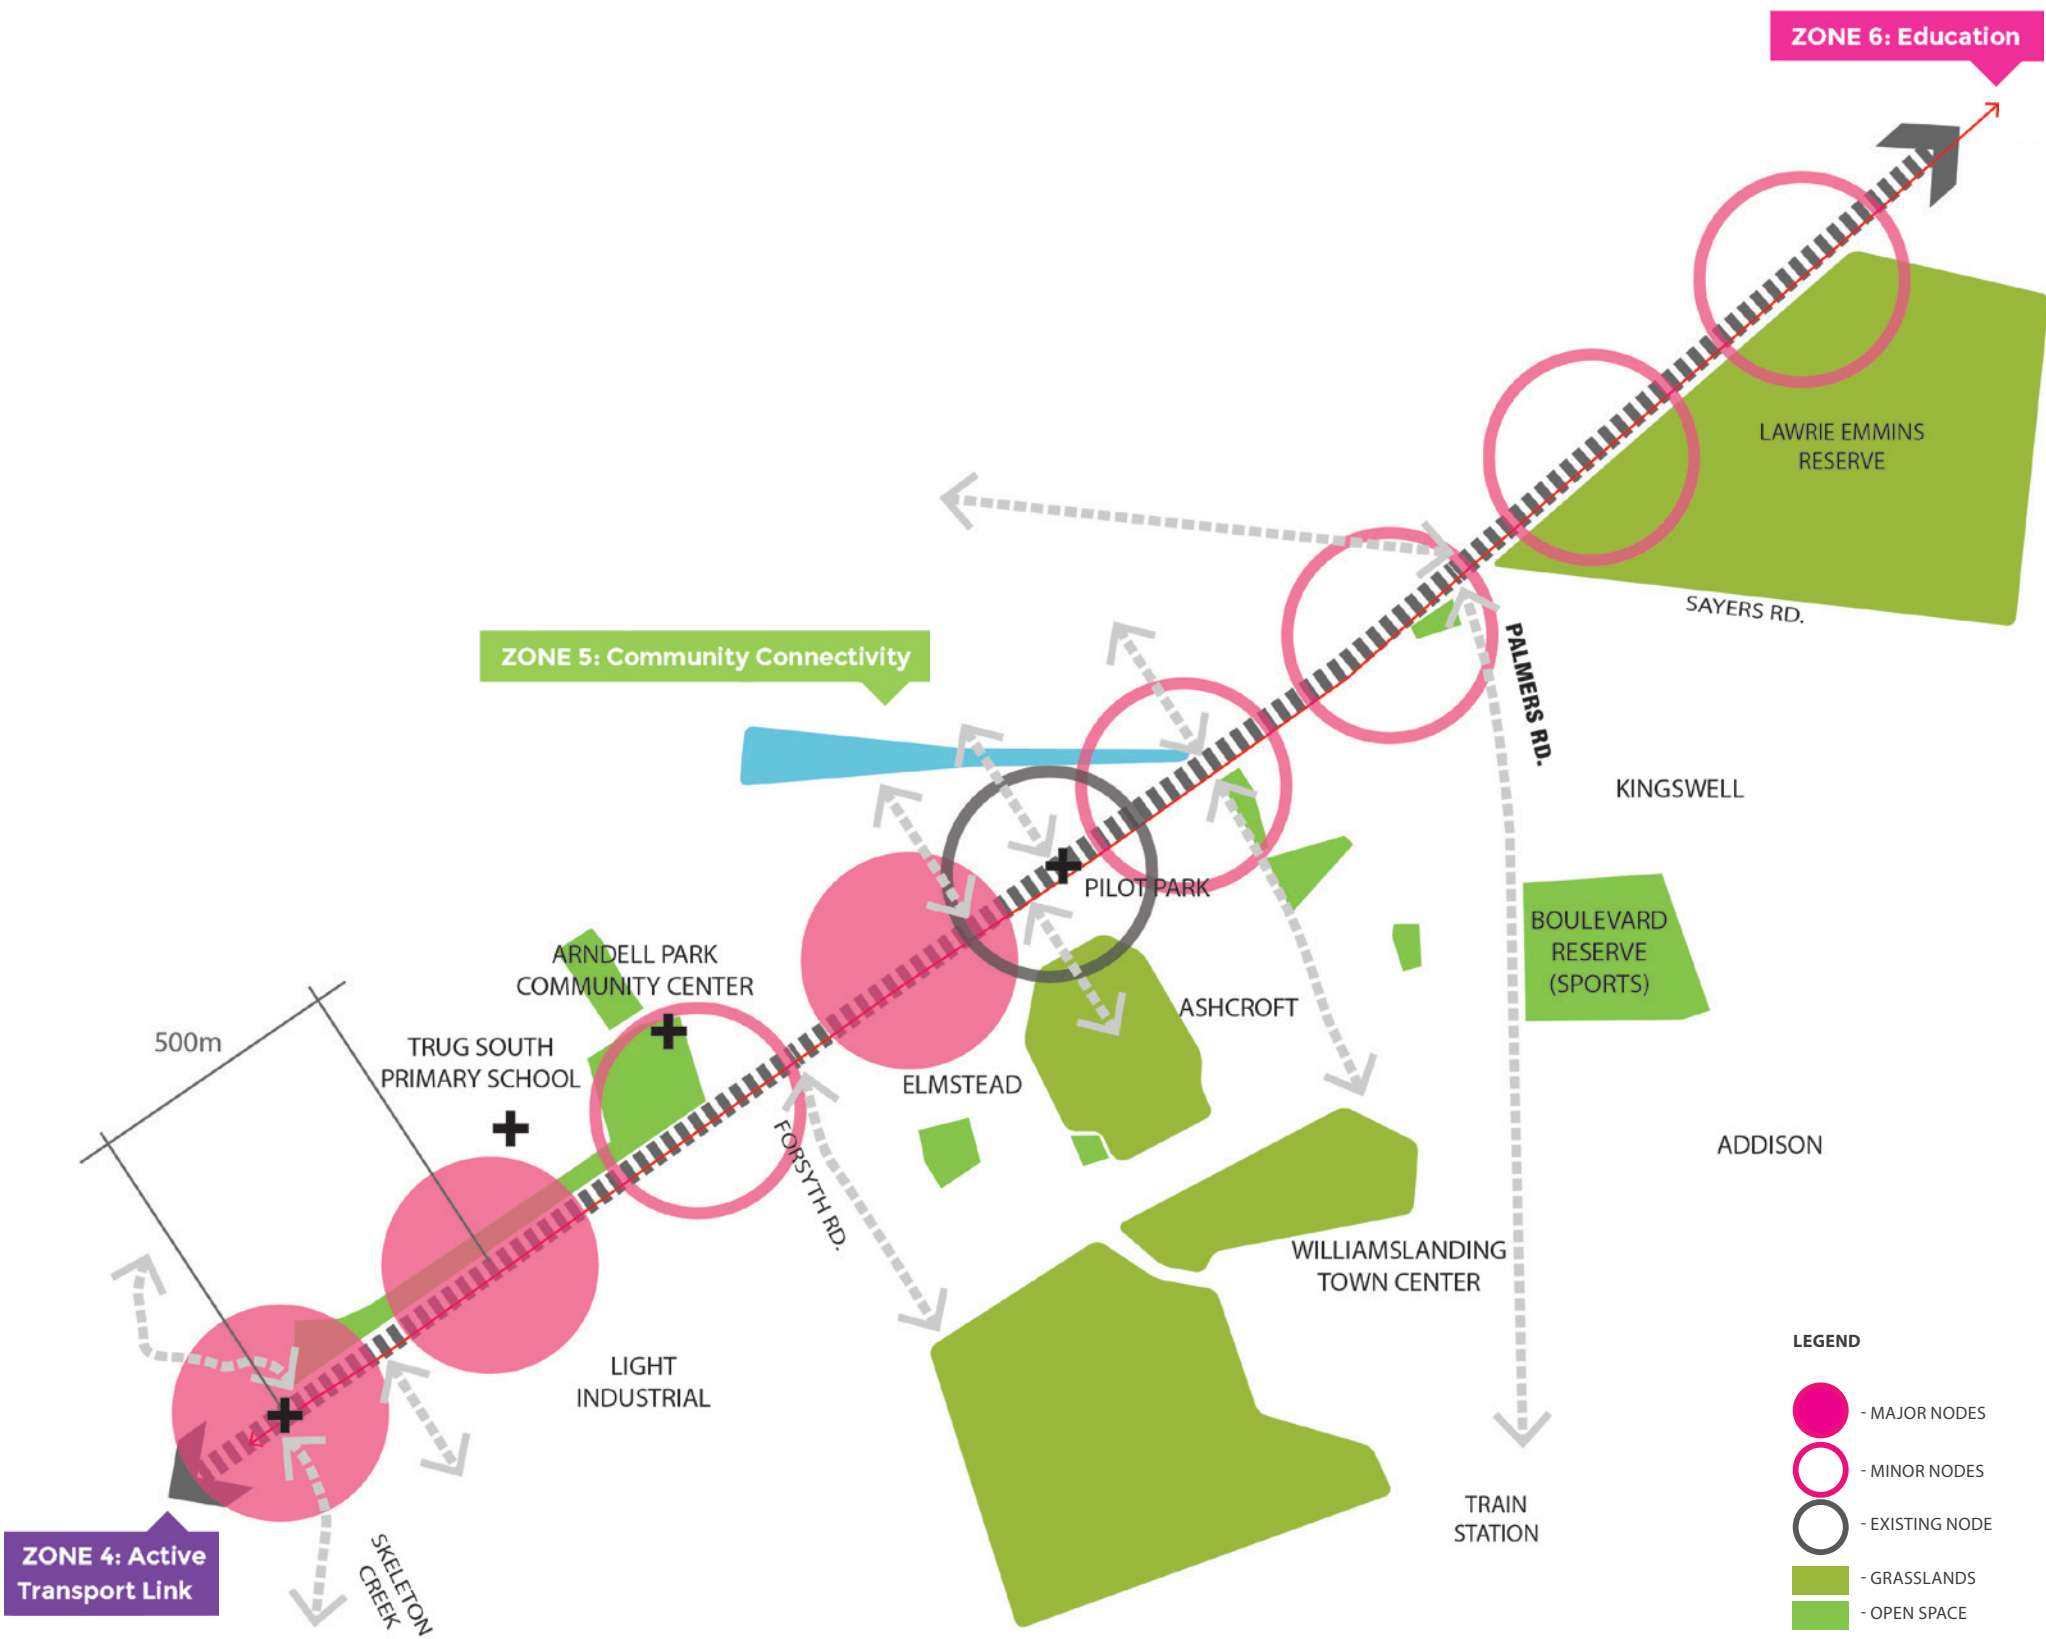 ZONE 6: Education
LAWRIE EMMINS
RESERVE
SAYERS RD.
PALMERS RD.
ZONE 5: Community Connectivity
KINGSWELL
PILOT PARK
BOULEVARD
RESERVE
(SPORTS)
ARNDELL PARK
COMMUNITY CENTER
ASHCROFT
500m
TRUG SOUTH
PRIMARY SCHOOL
ELMSTEAD
FORSYTH RD.
ADDISON
WILLIAMSLANDING
TOWN CENTER
LIGHT
INDUSTRIAL
TRAIN
STATION
ZONE 4: Active
Transport Link
SKELETON
CREEK
LEGEND
- MAJOR NODES
- MINOR NODES
- EXISTING NODE
- GRASSLANDS
- OPEN SPACE